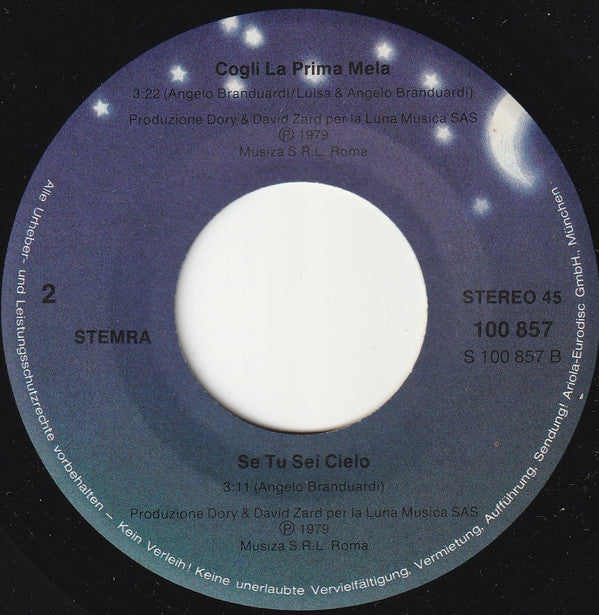 Cogli La Prima Mela
3.22 (Angelo Branduardi/Luisa & Angelo Branduardi)
Produzione Dory & David Zard per la Luna Musica SAS
Ⓟ 1979
Musiza S.R.L. Roma
2
STEMRA
STEREO 45
100 857
S 100 857 B
Se Tu Sei Cielo
3:11 (Angelo Branduardi)
Produzione Dory & David Zard per la Luna Musica SAS
Ⓟ 1979
Musiza S.R.L. Roma
Alle Urheber- und Leistungsschutzrechte vorbehalten – Kein Verleih! Keine unerlaubte Vervielfältigung, Vermietung, Aufführung, Sendung! Ariola-Eurodisc GmbH., München